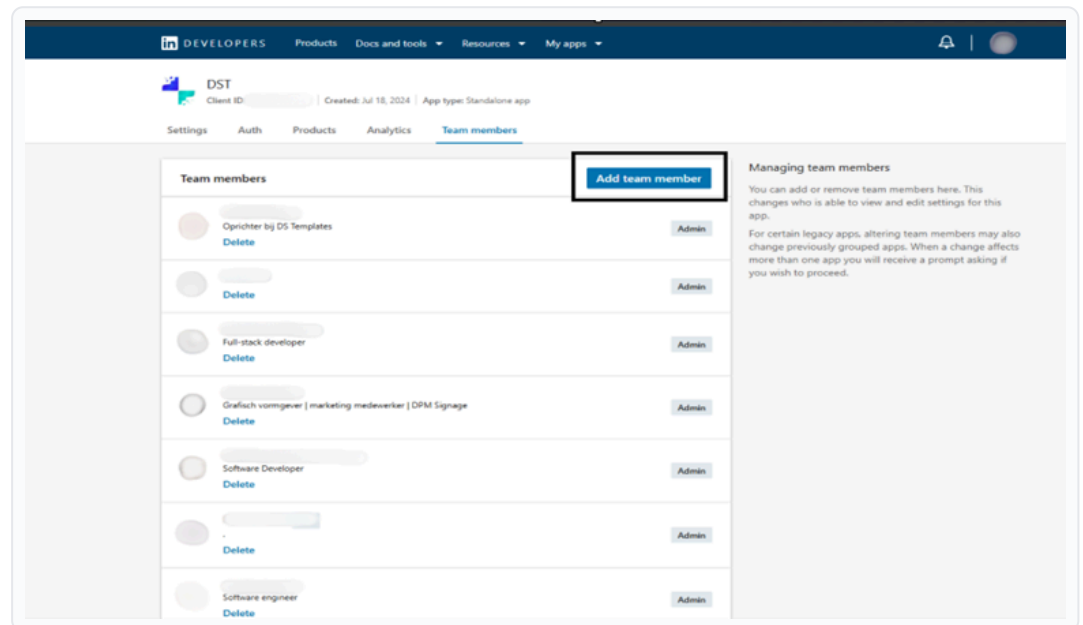 in DEVELOPERS Products Docs and tools Resources My apps
DST
Client ID: Created: Jul 18, 2024 App type: Standalone app
Settings Auth Products Analytics Team members
Team members
Add team member
Oprichter bij DS Templates
Delete
Admin
Delete
Admin
Full-stack developer
Delete
Admin
Grafisch vormgever | marketing medewerker | DPM Signage
Delete
Admin
Software Developer
Delete
Admin
.
Delete
Admin
Software engineer
Delete
Admin
Managing team members
You can add or remove team members here. This
changes who is able to view and edit settings for this
app.
For certain legacy apps, altering team members may also
change previously grouped apps. When a change affects
more than one app you will receive a prompt asking if
you wish to proceed.